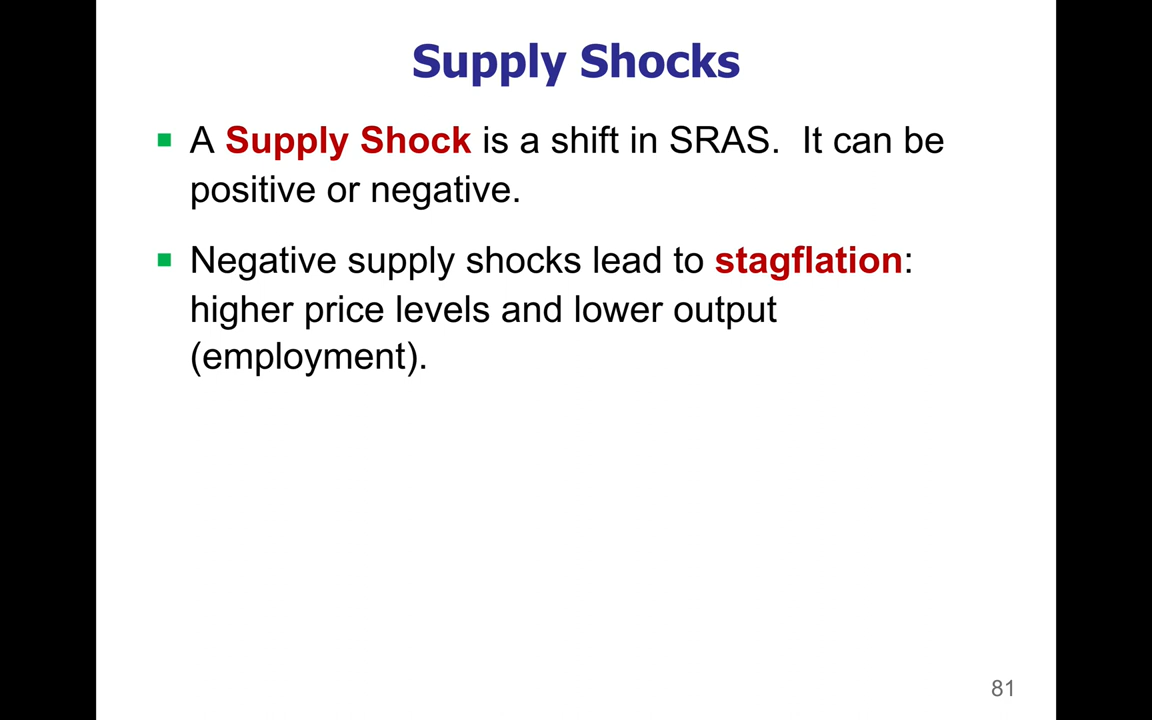 Supply Shocks
A Supply Shock is a shift in SRAS.  It can be
positive or negative.
Negative supply shocks lead to stagflation:
higher price levels and lower output
(employment).
81